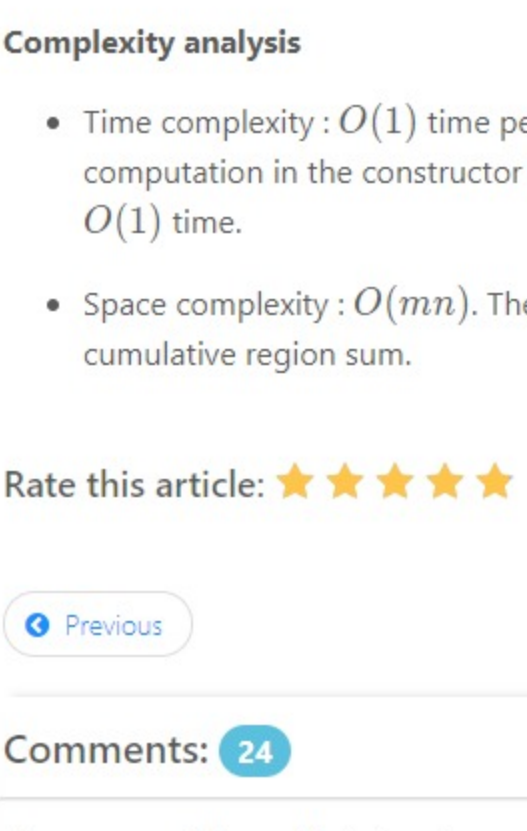 Complexity analysis
• Time complexity : O(1) time
computation in the constructor
O(1) time.
• Space complexity : O(mn).
cumulative region sum.
Rate this article:
Previous
Comments: 24